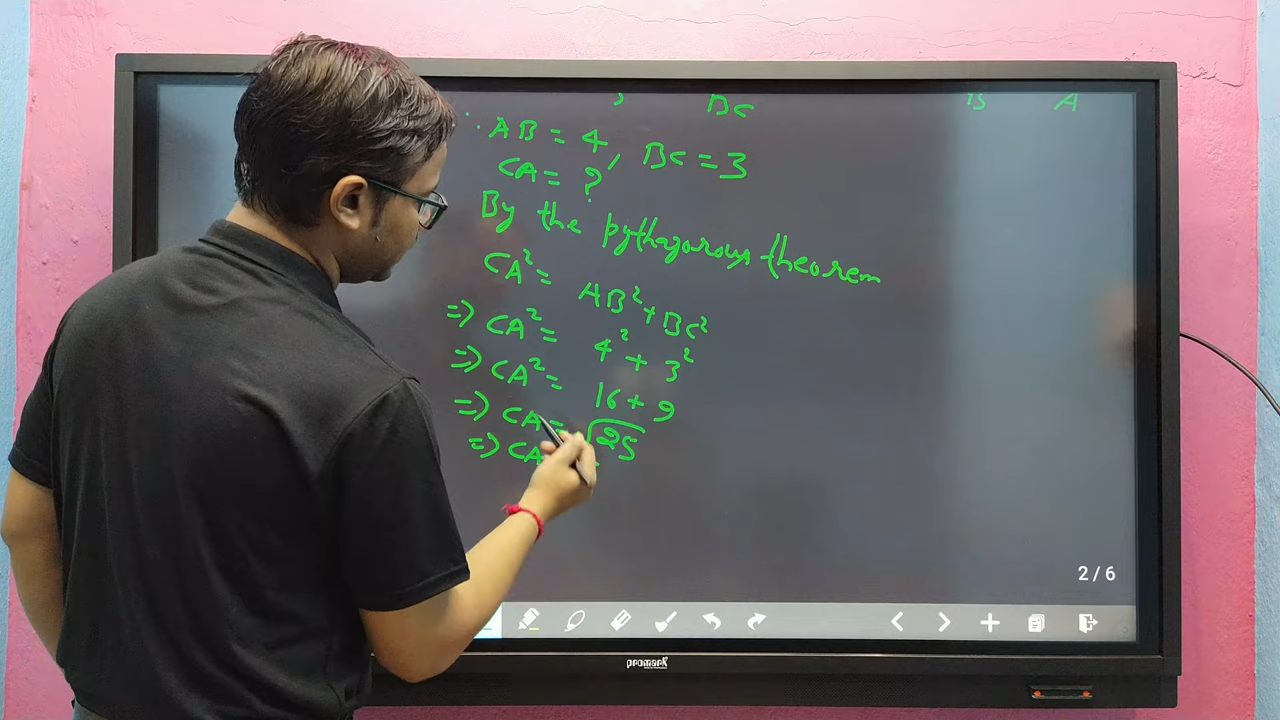 BC B A
∴ AB = 4, BC = 3
CA = ?
By the pythagorous theorem
CA² = AB² + BC²
=> CA² = 4² + 3²
=> CA² = 16 + 9
=> CA = √25
=> CA
2 / 6
promark